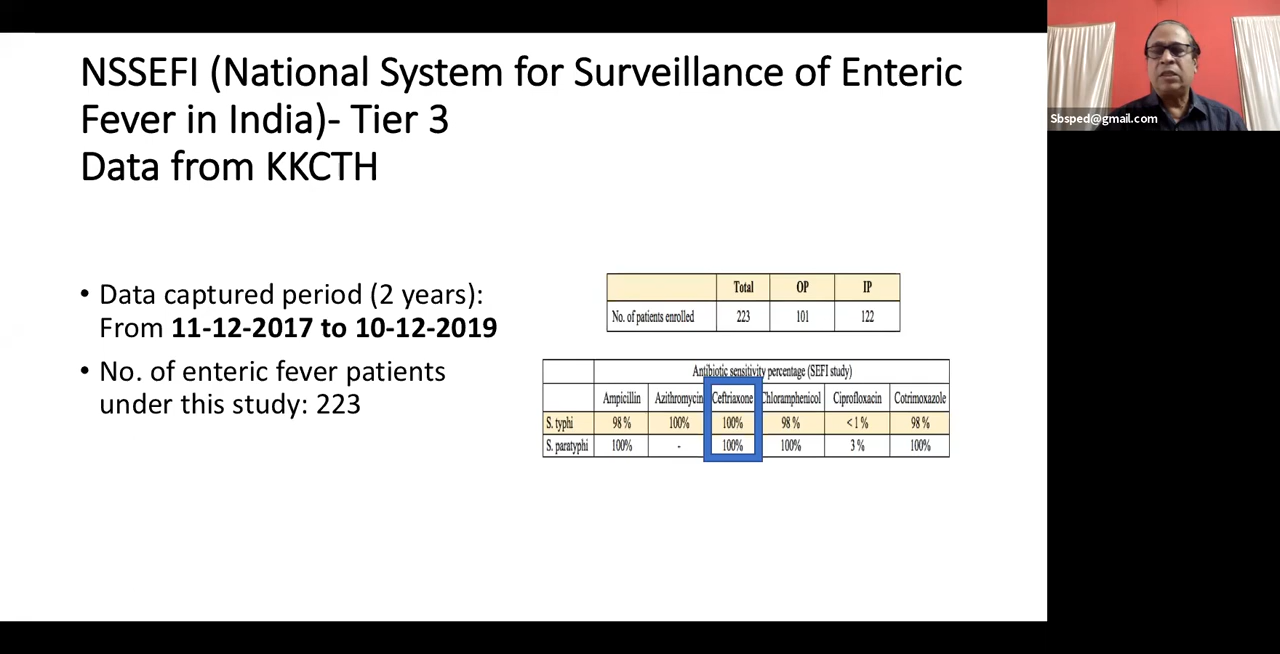 NSSEFI (National System for Surveillance of Enteric
Fever in India)- Tier 3
Data from KKCTH
Sbsped@gmail.com
• Data captured period (2 years):
From 11-12-2017 to 10-12-2019
• No. of enteric fever patients
under this study: 223
Total OP IP
No. of patients enrolled 223 101 122
Antibiotic sensitivity percentage (SEFI study)
Ampicillin Azithromycin Ceftriaxone Chloramphenicol Ciprofloxacin Cotrimoxazole
S. typhi 98 % 100% 100% 98 % < 1 % 98 %
S. paratyphi 100% - 100% 100% 3 % 100%